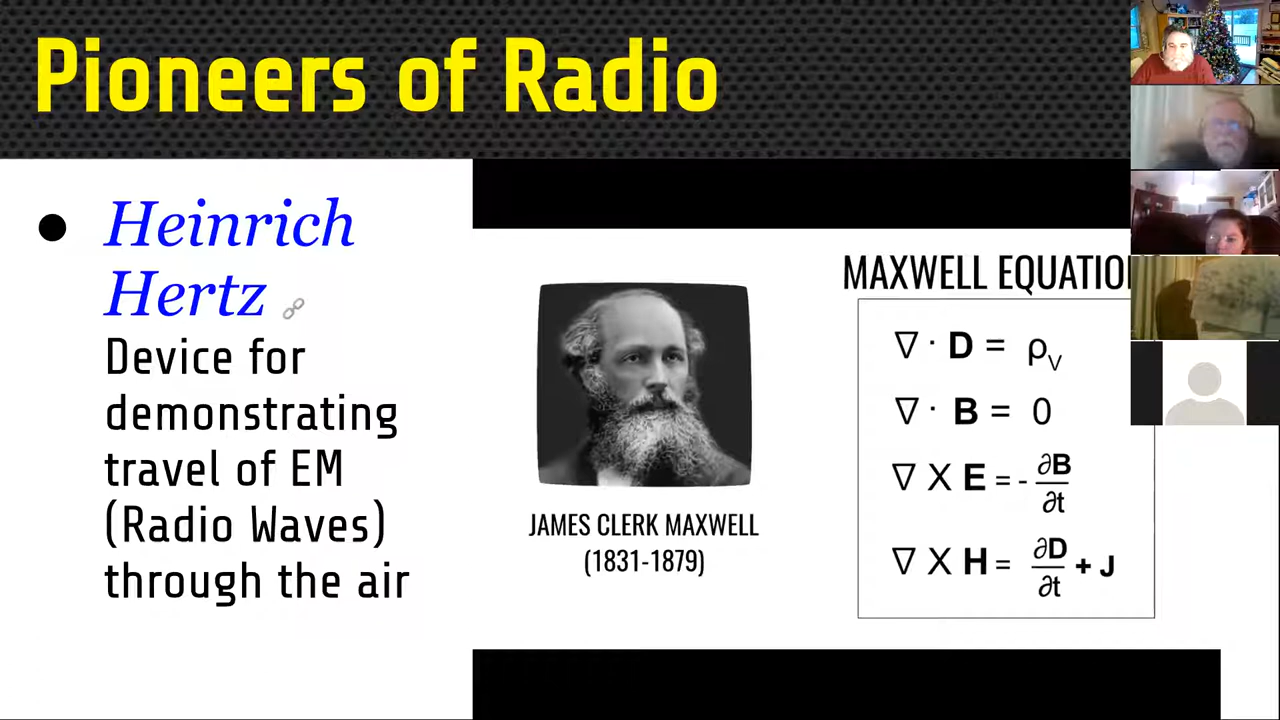 Pioneers of Radio
● Heinrich
Hertz
Device for
demonstrating
travel of EM
(Radio Waves)
through the air
JAMES CLERK MAXWELL
(1831-1879)
MAXWELL EQUATIO
∇ · D = ρV
∇ · B = 0
∇ X E = - ∂B/∂t
∇ X H = ∂D/∂t + J